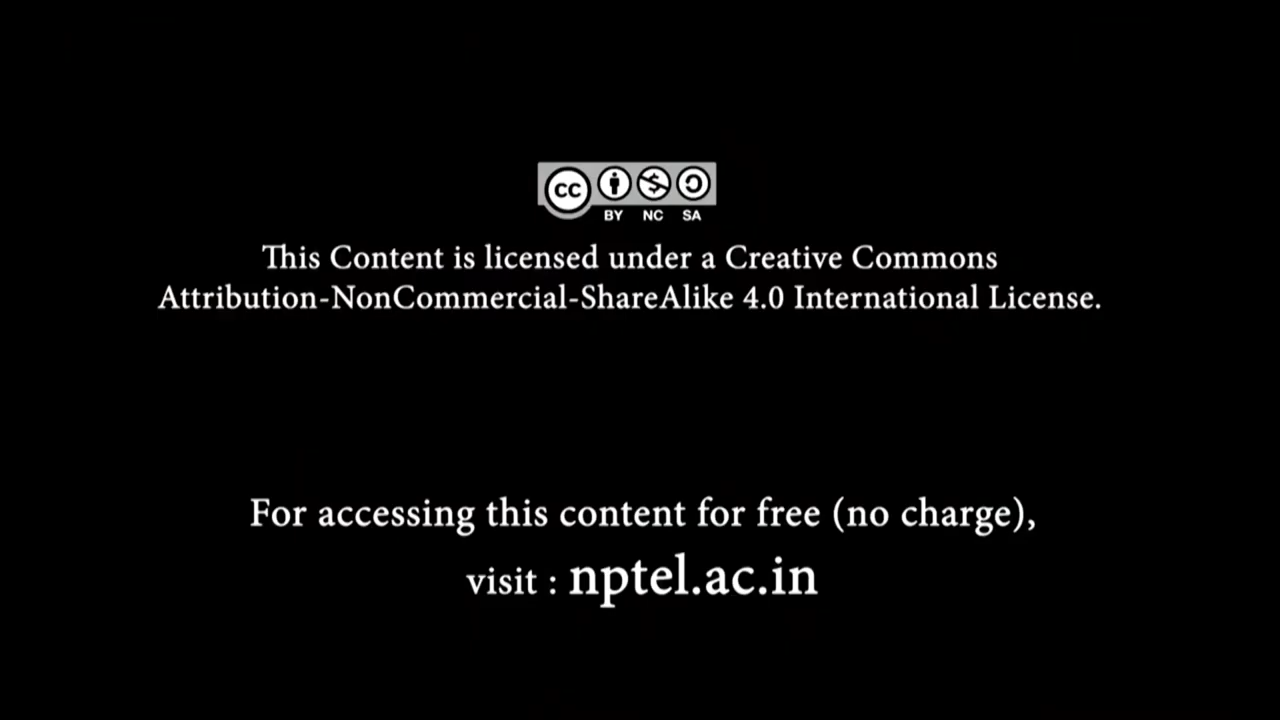 cc BY NC SA
This Content is licensed under a Creative Commons
Attribution-NonCommercial-ShareAlike 4.0 International License.
For accessing this content for free (no charge),
visit : nptel.ac.in